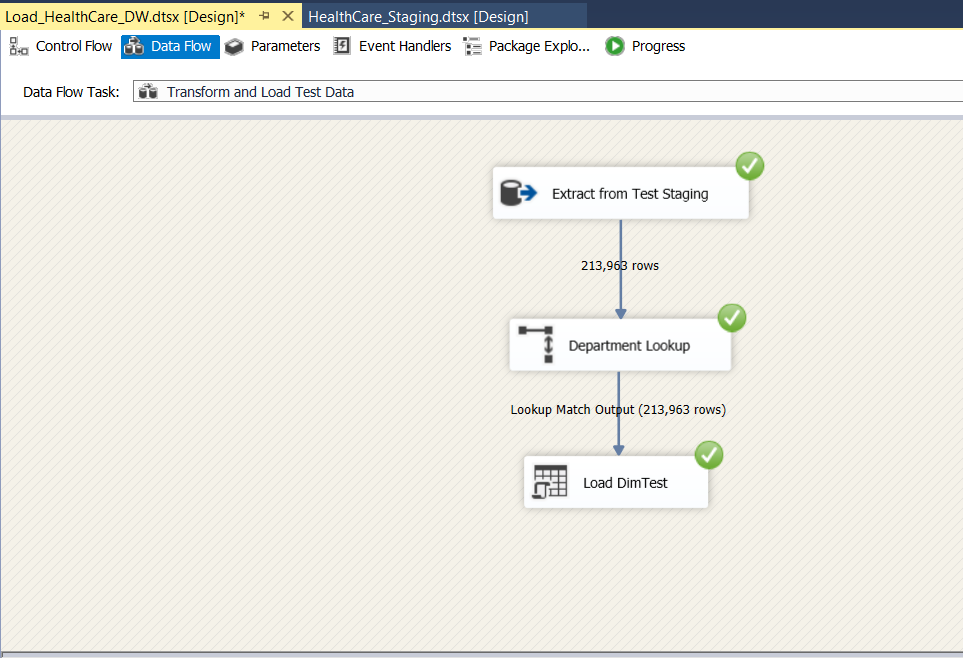 Load_HealthCare_DW.dtsx [Design]*
HealthCare_Staging.dtsx [Design]
Control Flow
Data Flow
Parameters
Event Handlers
Package Explo...
Progress
Data Flow Task:
Transform and Load Test Data
Extract from Test Staging
213,963 rows
Department Lookup
Lookup Match Output (213,963 rows)
Load DimTest